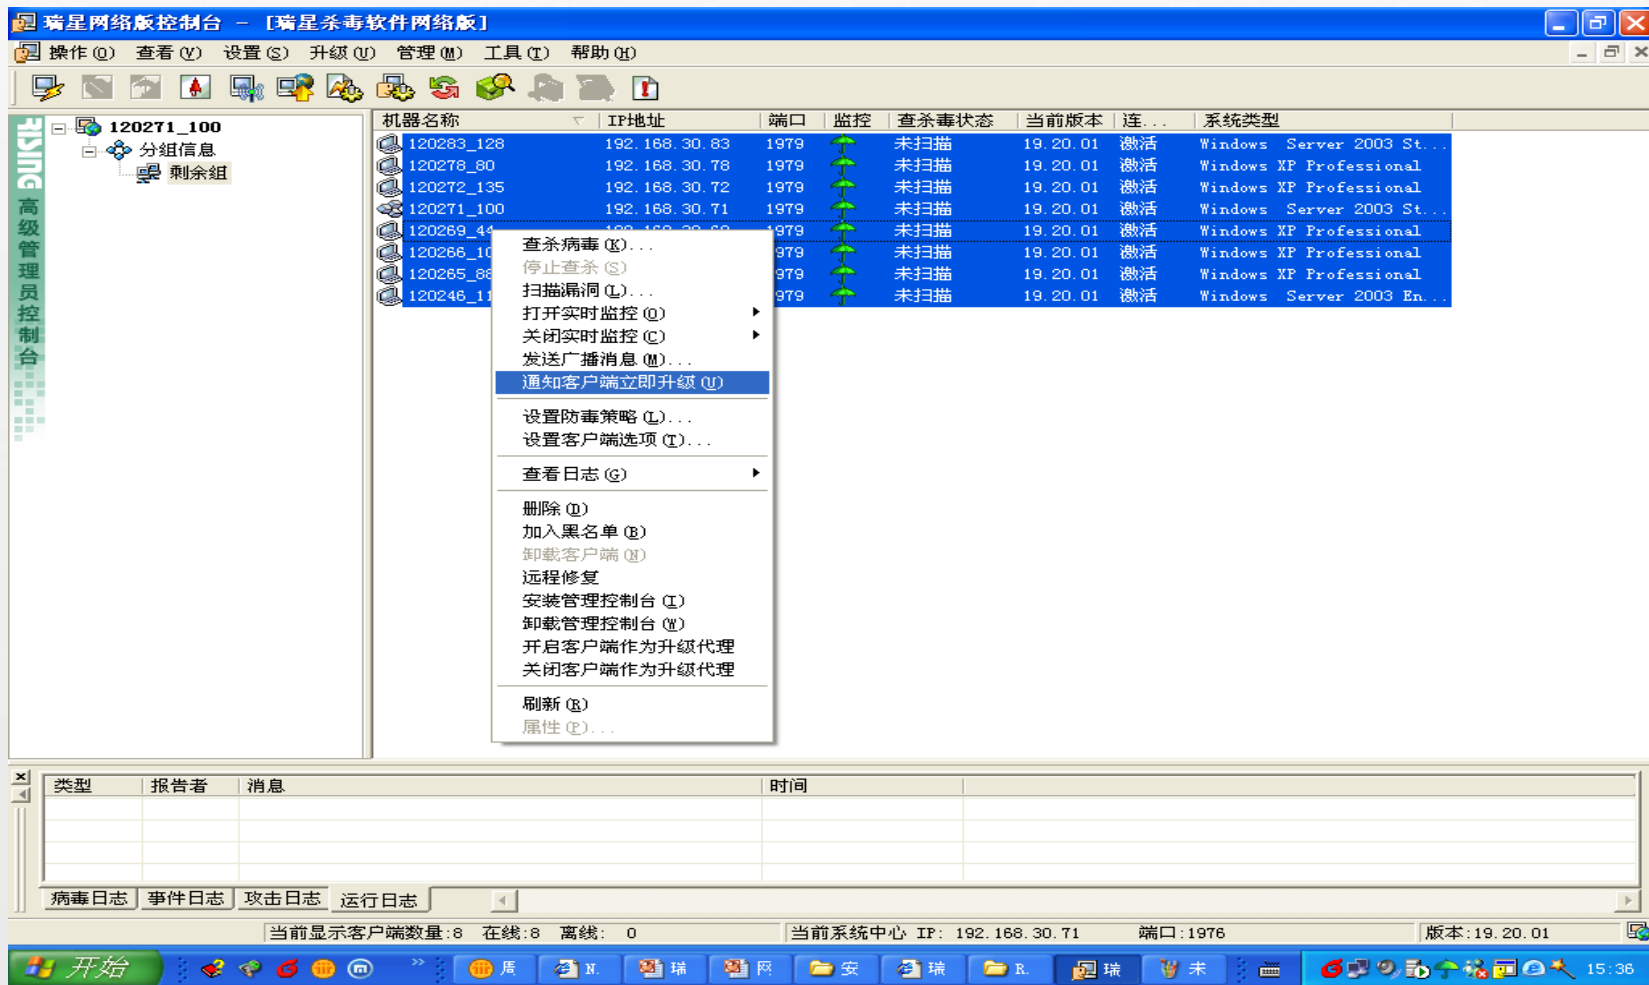 瑞星网络版控制台 － [瑞星杀毒软件网络版]
操作(O) 查看(V) 设置(S) 升级(U) 管理(M) 工具(T) 帮助(H)
RISING 高级管理员控制台
120271_100
分组信息
剩余组
机器名称 IP地址 端口 监控 查杀毒状态 当前版本 连... 系统类型
120283_128 192.168.30.83 1979 未扫描 19.20.01 激活 Windows Server 2003 St...
120278_80 192.168.30.78 1979 未扫描 19.20.01 激活 Windows XP Professional
120272_135 192.168.30.72 1979 未扫描 19.20.01 激活 Windows XP Professional
120271_100 192.168.30.71 1979 未扫描 19.20.01 激活 Windows Server 2003 St...
120269_44 1979 未扫描 19.20.01 激活 Windows XP Professional
120266_10 979 未扫描 19.20.01 激活 Windows XP Professional
120265_88 979 未扫描 19.20.01 激活 Windows XP Professional
120246_11 979 未扫描 19.20.01 激活 Windows Server 2003 En...
查杀病毒(K)...
停止查杀(S)
扫描漏洞(L)...
打开实时监控(O)
关闭实时监控(C)
发送广播消息(M)...
通知客户端立即升级(U)
设置防毒策略(L)...
设置客户端选项(T)...
查看日志(G)
删除(D)
加入黑名单(B)
卸载客户端(N)
远程修复
安装管理控制台(I)
卸载管理控制台(W)
开启客户端作为升级代理
关闭客户端作为升级代理
刷新(R)
属性(P)...
类型 报告者 消息 时间
病毒日志 事件日志 攻击日志 运行日志
当前显示客户端数量:8 在线:8 离线: 0 当前系统中心 IP: 192.168.30.71 端口:1976 版本:19.20.01
开始 周 N. 瑞 网 安 瑞 R. 瑞 未 15:36